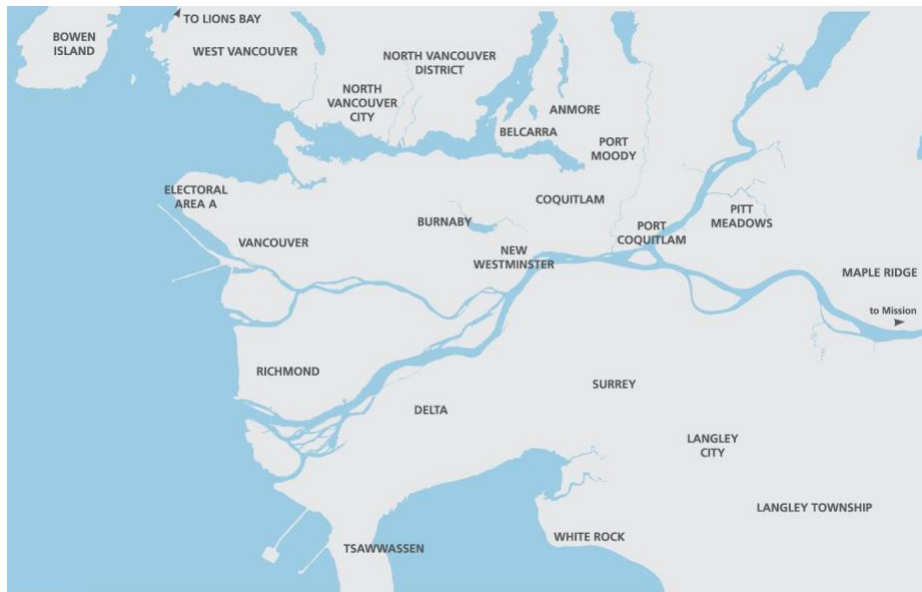 TO LIONS BAY
BOWEN
ISLAND
WEST VANCOUVER
NORTH VANCOUVER
DISTRICT
NORTH
VANCOUVER
CITY
ANMORE
BELCARRA
PORT
MOODY
ELECTORAL
AREA A
COQUITLAM
BURNABY
VANCOUVER
PORT
COQUITLAM
PITT
MEADOWS
NEW
WESTMINSTER
MAPLE RIDGE
to Mission
RICHMOND
SURREY
DELTA
LANGLEY
CITY
LANGLEY TOWNSHIP
WHITE ROCK
TSAWWASSEN